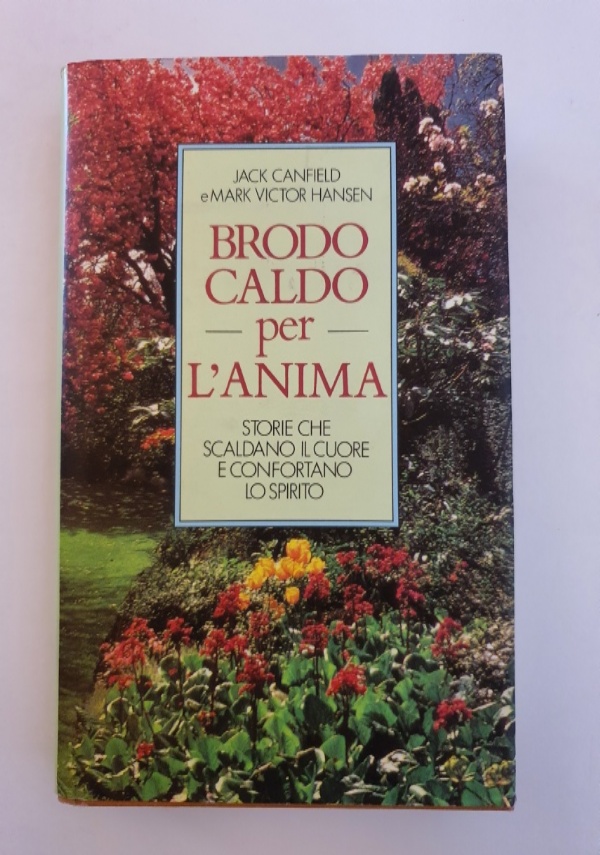 JACK CANFIELD
e MARK VICTOR HANSEN
BRODO
CALDO
per
L'ANIMA
STORIE CHE
SCALDANO IL CUORE
E CONFORTANO
LO SPIRITO